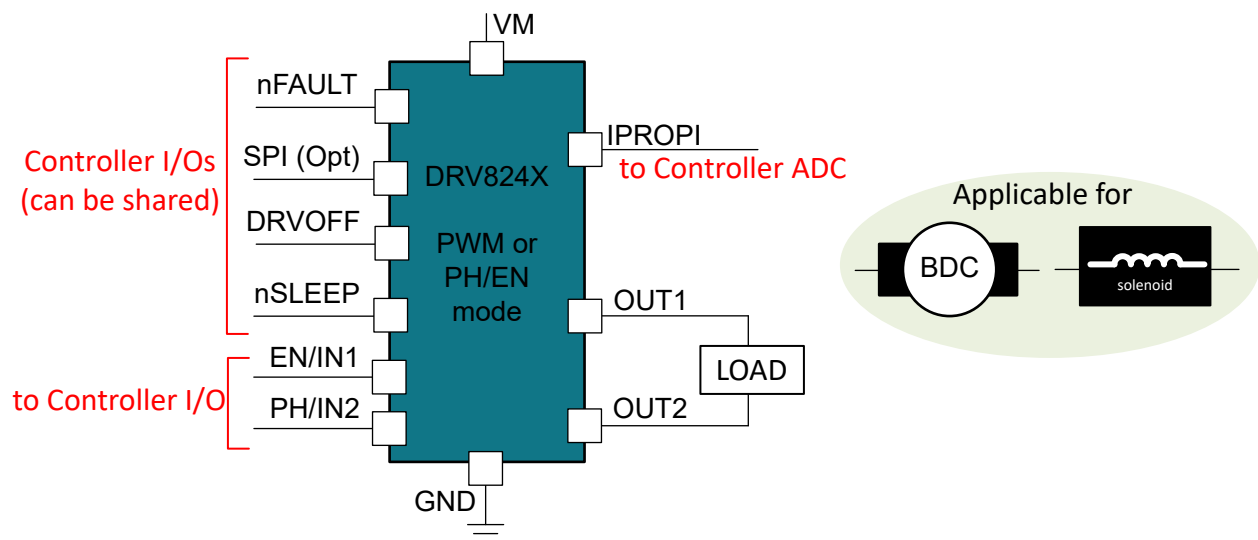 VM
nFAULT
SPI (Opt)
DRVOFF
nSLEEP
Controller I/Os
(can be shared)
EN/IN1
PH/IN2
to Controller I/O
DRV824X
PWM or
PH/EN
mode
IPROPI
to Controller ADC
OUT1
LOAD
OUT2
GND
Applicable for
BDC
solenoid